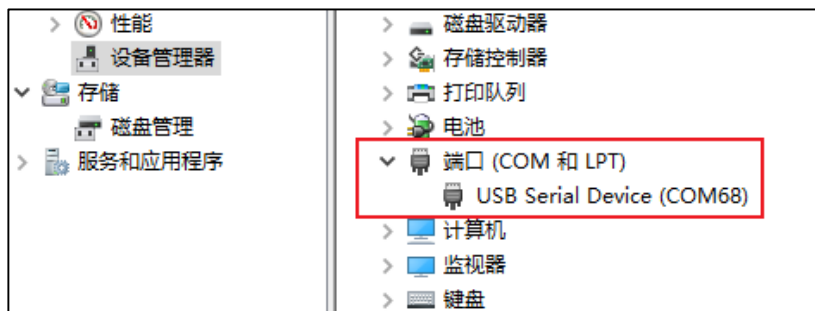 性能
设备管理器
存储
磁盘管理
服务和应用程序
磁盘驱动器
存储控制器
打印队列
电池
端口 (COM 和 LPT)
USB Serial Device (COM68)
计算机
监视器
键盘